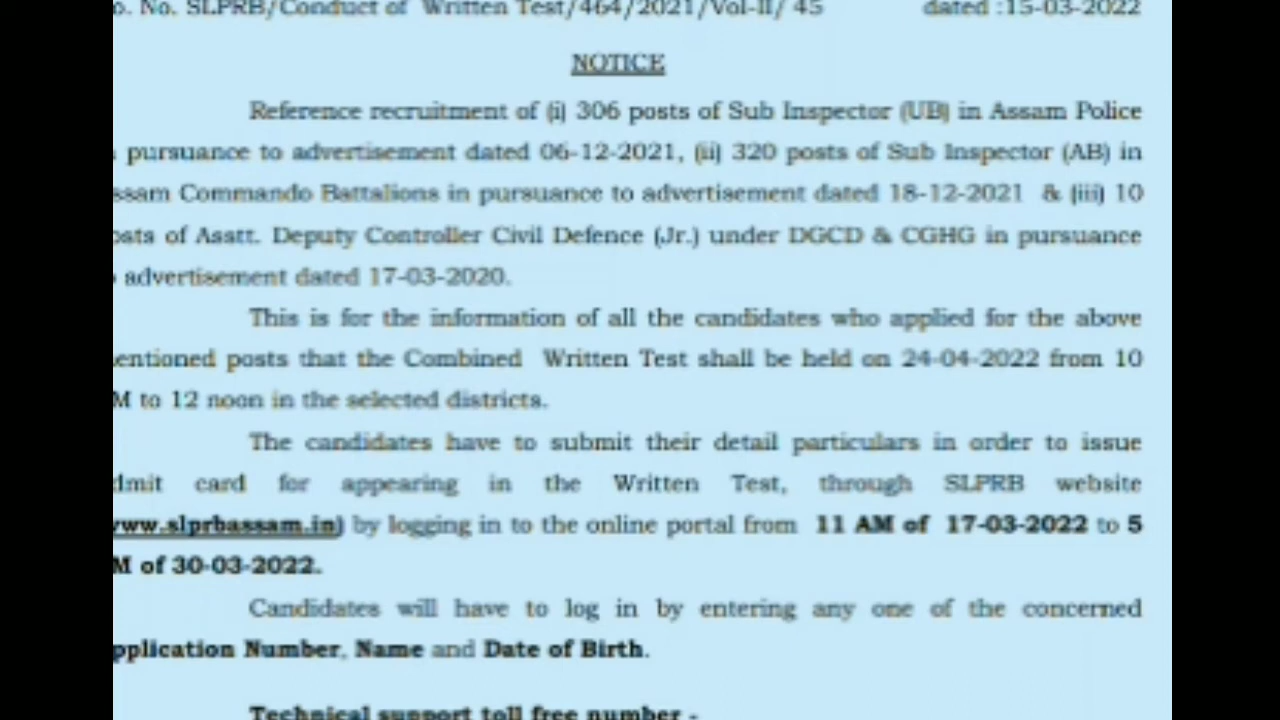 o. No. SLPRB/Conduct of Written Test/464/2021/Vol-II/ 45 dated :15-03-2022
NOTICE
Reference recruitment of (i) 306 posts of Sub Inspector (UB) in Assam Police
pursuance to advertisement dated 06-12-2021, (ii) 320 posts of Sub Inspector (AB) in
ssam Commando Battalions in pursuance to advertisement dated 18-12-2021 & (iii) 10
osts of Asstt. Deputy Controller Civil Defence (Jr.) under DGCD & CGHG in pursuance
advertisement dated 17-03-2020.
This is for the information of all the candidates who applied for the above
entioned posts that the Combined Written Test shall be held on 24-04-2022 from 10
M to 12 noon in the selected districts.
The candidates have to submit their detail particulars in order to issue
dmit card for appearing in the Written Test, through SLPRB website
www.slprbassam.in) by logging in to the online portal from 11 AM of 17-03-2022 to 5
M of 30-03-2022.
Candidates will have to log in by entering any one of the concerned
pplication Number, Name and Date of Birth.
Technical support toll free number -